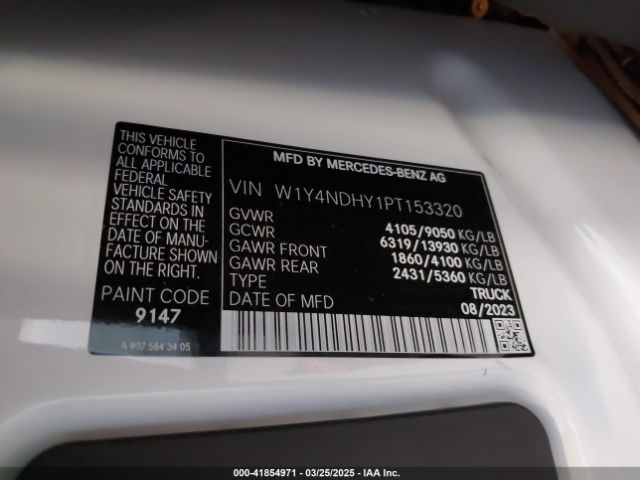 THIS VEHICLE
CONFORMS TO
ALL APPLICABLE
FEDERAL
VEHICLE SAFETY
STANDARDS IN
EFFECT ON THE
DATE OF MANU-
FACTURE SHOWN
ON THE RIGHT.
PAINT CODE
9147
A 907 584 34 05
MFD BY MERCEDES-BENZ AG
VIN W1Y4NDHY1PT153320
GVWR 4105/9050 KG/LB
GCWR 6319/13930 KG/LB
GAWR FRONT 1860/4100 KG/LB
GAWR REAR 2431/5360 KG/LB
TYPE TRUCK
DATE OF MFD 08/2023
000-41854971 — 03/25/2025 — IAA Inc.